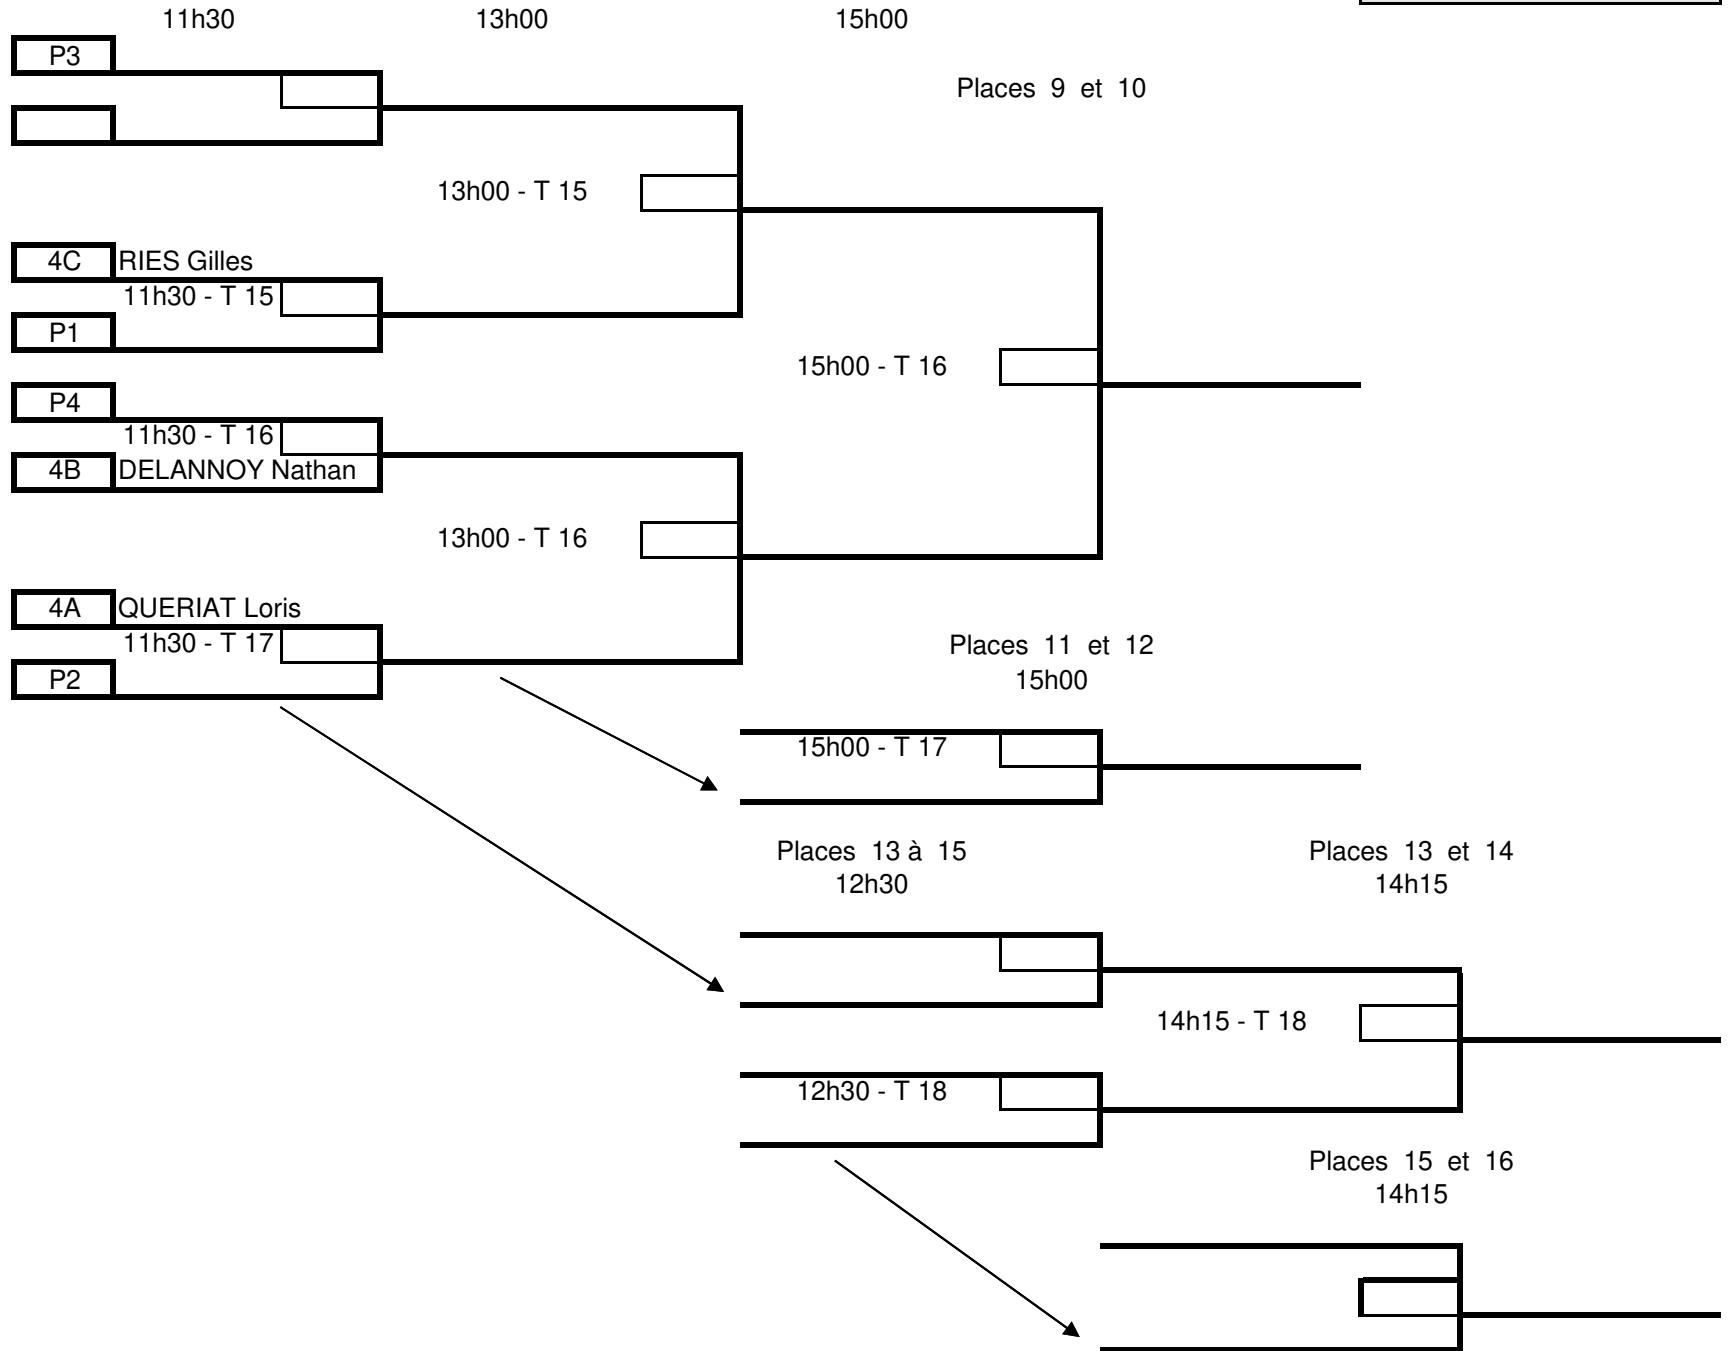 11h30 13h00 15h00
P3
Places 9 et 10
13h00 - T 15
4C RIES Gilles
11h30 - T 15
P1
15h00 - T 16
P4
11h30 - T 16
4B DELANNOY Nathan
13h00 - T 16
4A QUERIAT Loris
11h30 - T 17
P2
Places 11 et 12
15h00
15h00 - T 17
Places 13 à 15
12h30
Places 13 et 14
14h15
14h15 - T 18
12h30 - T 18
Places 15 et 16
14h15